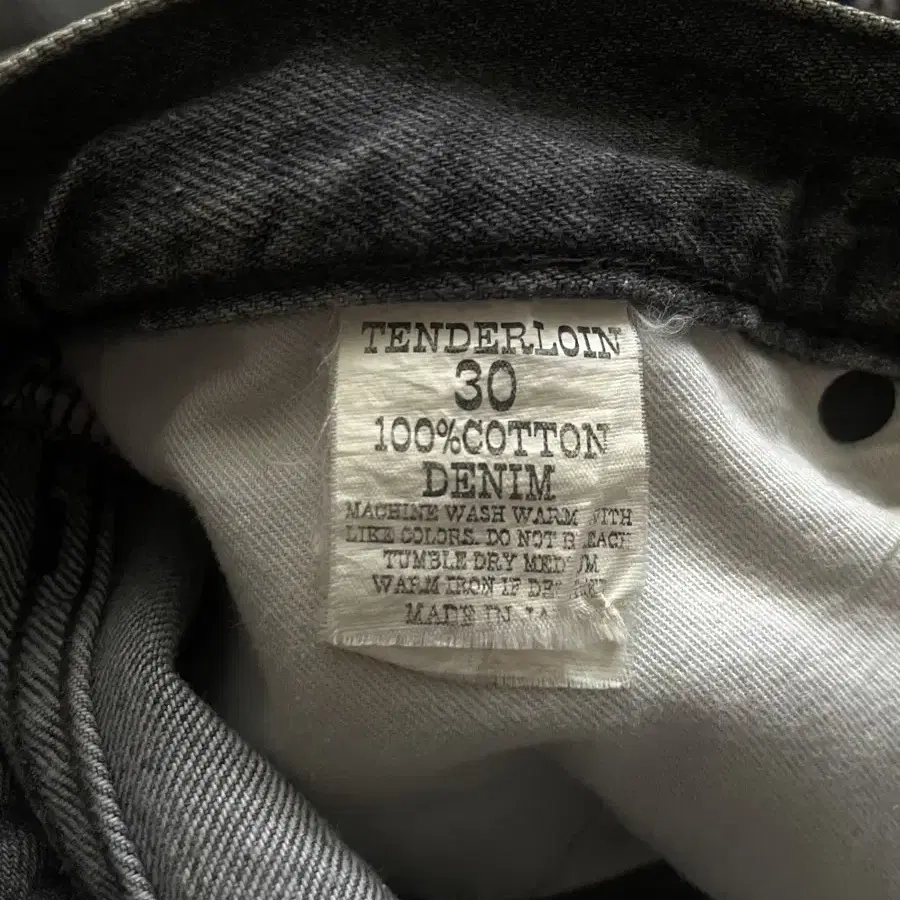 TENDERLOIN
30
100%COTTON
DENIM
MACHINE WASH WARM WITH
LIKE COLORS. DO NOT BLEACH
TUMBLE DRY MEDIUM
WARM IRON IF
MADE IN